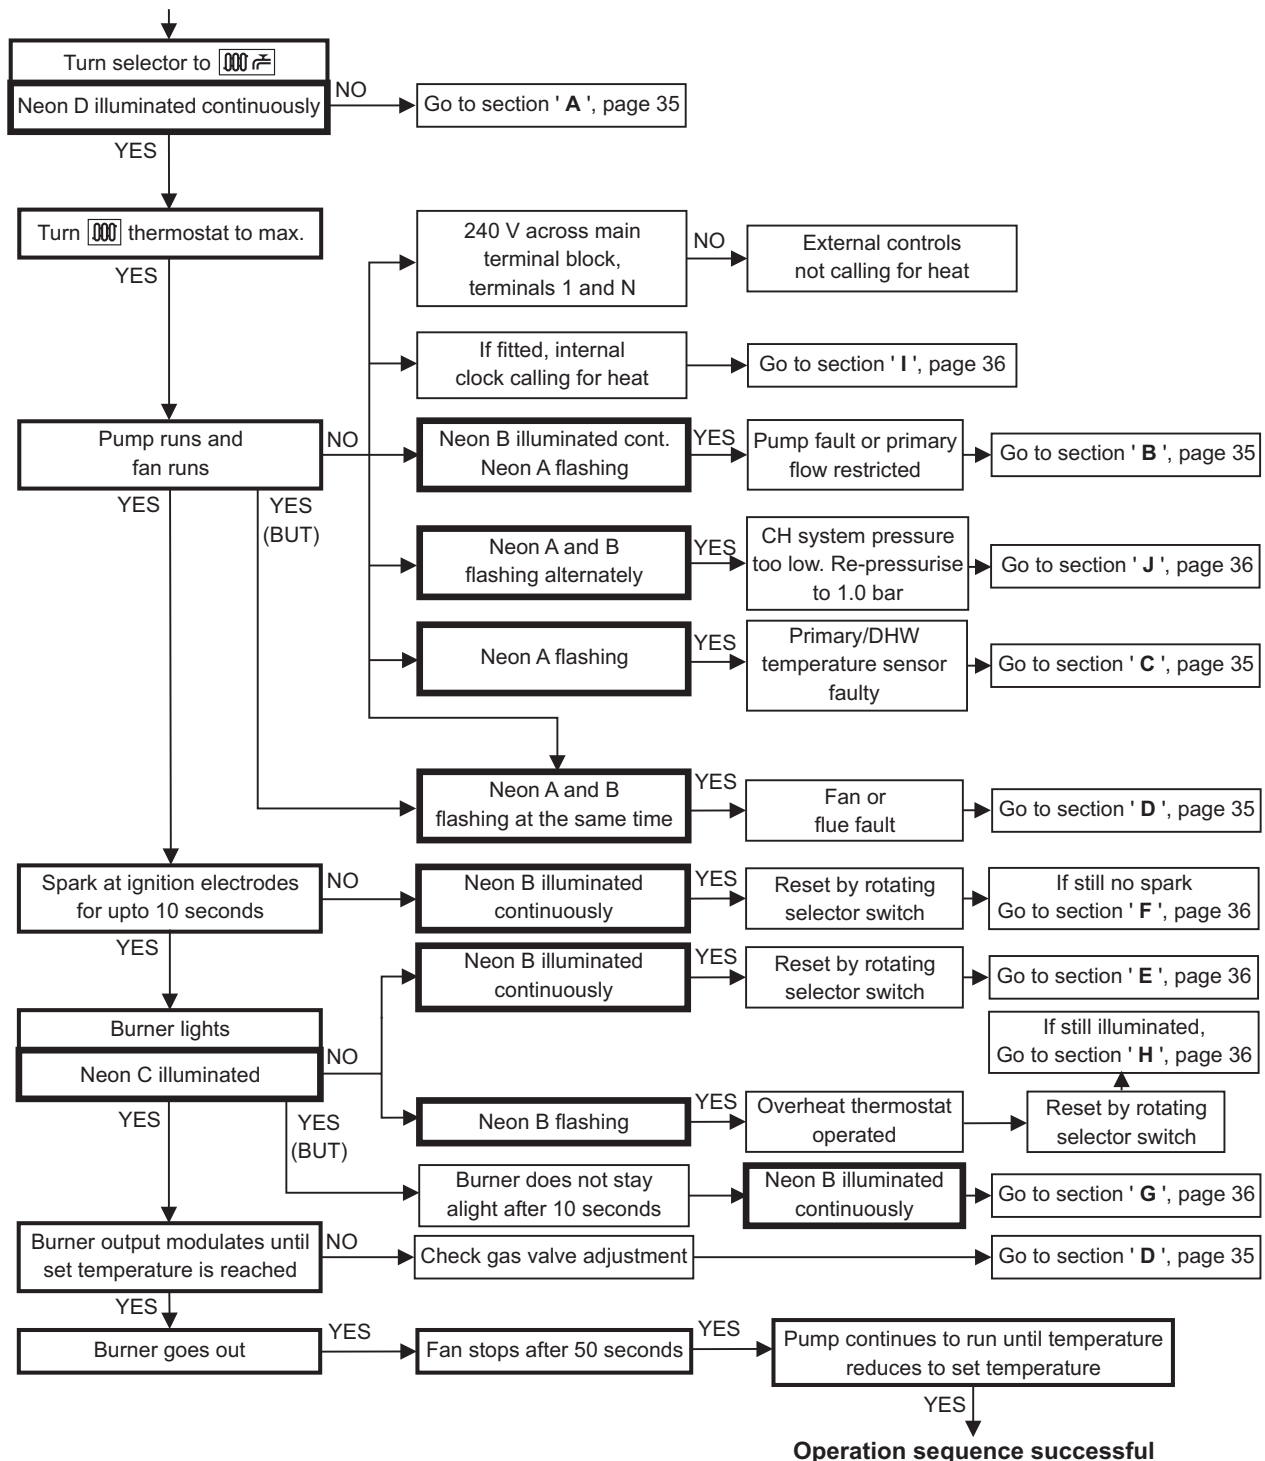 Turn selector to
Neon D illuminated continuously
NO
Go to section ' A ', page 35
YES
Turn thermostat to max.
YES
240 V across main
terminal block,
terminals 1 and N
NO
External controls
not calling for heat
If fitted, internal
clock calling for heat
Go to section ' I ', page 36
Pump runs and
fan runs
NO
Neon B illuminated cont.
Neon A flashing
YES
Pump fault or primary
flow restricted
Go to section ' B ', page 35
YES
YES
(BUT)
Neon A and B
flashing alternately
YES
CH system pressure
too low. Re-pressurise
to 1.0 bar
Go to section ' J ', page 36
Neon A flashing
YES
Primary/DHW
temperature sensor
faulty
Go to section ' C ', page 35
Neon A and B
flashing at the same time
YES
Fan or
flue fault
Go to section ' D ', page 35
Spark at ignition electrodes
for upto 10 seconds
NO
Neon B illuminated
continuously
YES
Reset by rotating
selector switch
If still no spark
Go to section ' F ', page 36
YES
Neon B illuminated
continuously
YES
Reset by rotating
selector switch
Go to section ' E ', page 36
Burner lights
Neon C illuminated
NO
If still illuminated,
Go to section ' H ', page 36
Neon B flashing
YES
Overheat thermostat
operated
Reset by rotating
selector switch
YES
YES
(BUT)
Burner does not stay
alight after 10 seconds
Neon B illuminated
continuously
Go to section ' G ', page 36
Burner output modulates until
set temperature is reached
NO
Check gas valve adjustment
Go to section ' D ', page 35
YES
Burner goes out
YES
Fan stops after 50 seconds
YES
Pump continues to run until temperature
reduces to set temperature
YES
Operation sequence successful